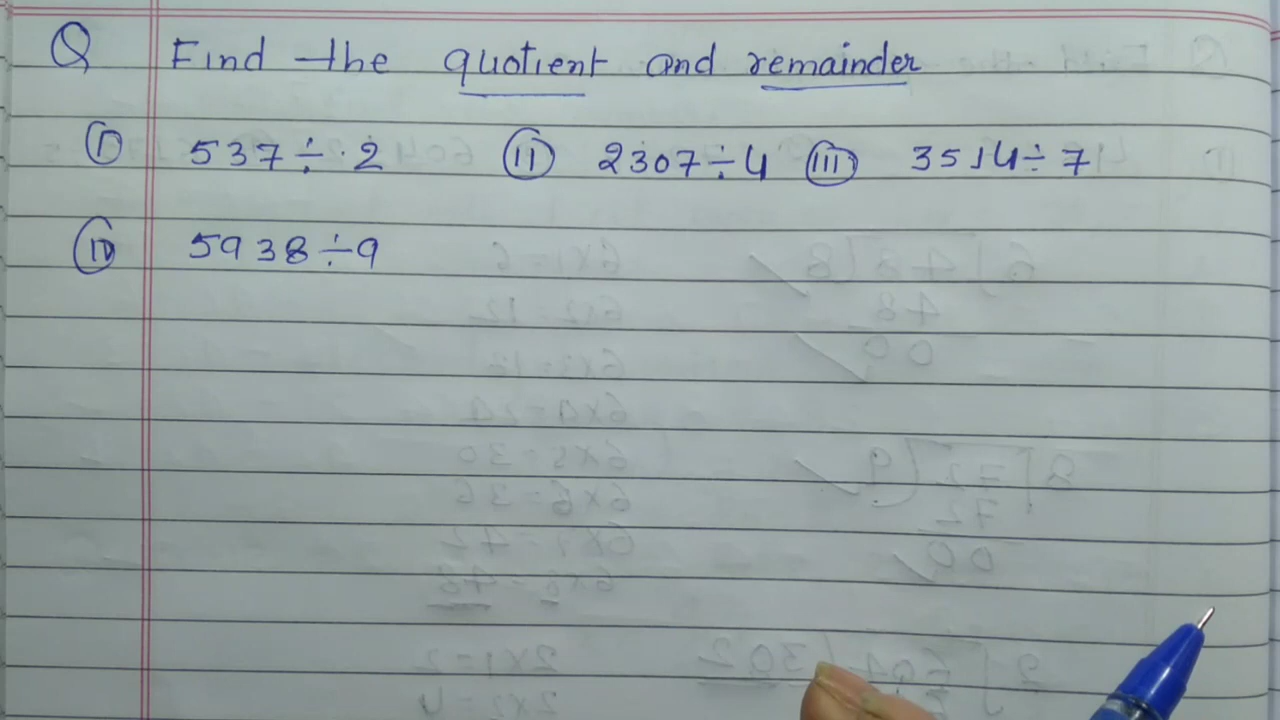 Q Find the quotient and remainder
(i) 537 ÷ 2 (ii) 2307 ÷ 4 (iii) 3514 ÷ 7
(iv) 5938 ÷ 9